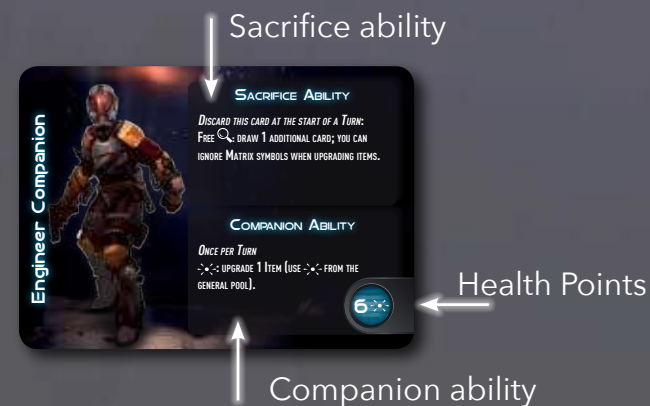 Sacrifice ability
Engineer Companion
Sacrifice Ability
Discard this card at the start of a Turn:
Free : draw 1 additional card; you can
ignore Matrix symbols when upgrading items.
Companion Ability
Once per Turn
: upgrade 1 Item (use from the
general pool).
6
Health Points
Companion ability